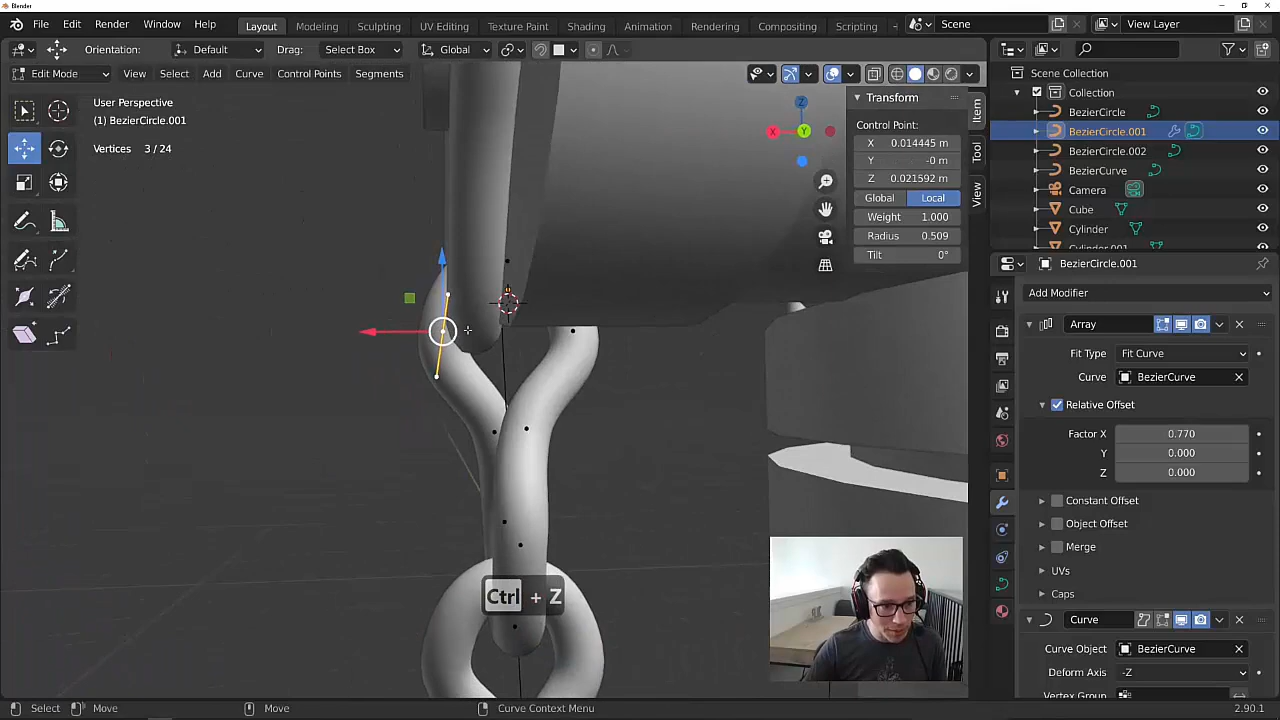 Blender
File Edit Render Window Help
Layout Modeling Sculpting UV Editing Texture Paint Shading Animation Rendering Compositing Scripting
Scene
View Layer
Orientation: Default Drag: Select Box Global
Edit Mode View Select Add Curve Control Points Segments
User Perspective
(1) BezierCircle.001
Vertices 3 / 24
Z
X
Y
Transform
Control Point:
X 0.014445 m
Y -0 m
Z 0.021592 m
Global Local
Weight 1.000
Radius 0.509
Tilt 0°
Item
Tool
View
Scene Collection
Collection
BezierCircle
BezierCircle.001
BezierCircle.002
BezierCurve
Camera
Cube
Cylinder
Cylinder.001
BezierCircle.001
Add Modifier
Array
Fit Type Fit Curve
Curve BezierCurve
Relative Offset
Factor X 0.770
Y 0.000
Z 0.000
Constant Offset
Object Offset
Merge
UVs
Caps
Curve
Curve Object BezierCurve
Deform Axis -Z
Vertex Group
Ctrl + Z
Select Move Move Curve Context Menu 2.90.1